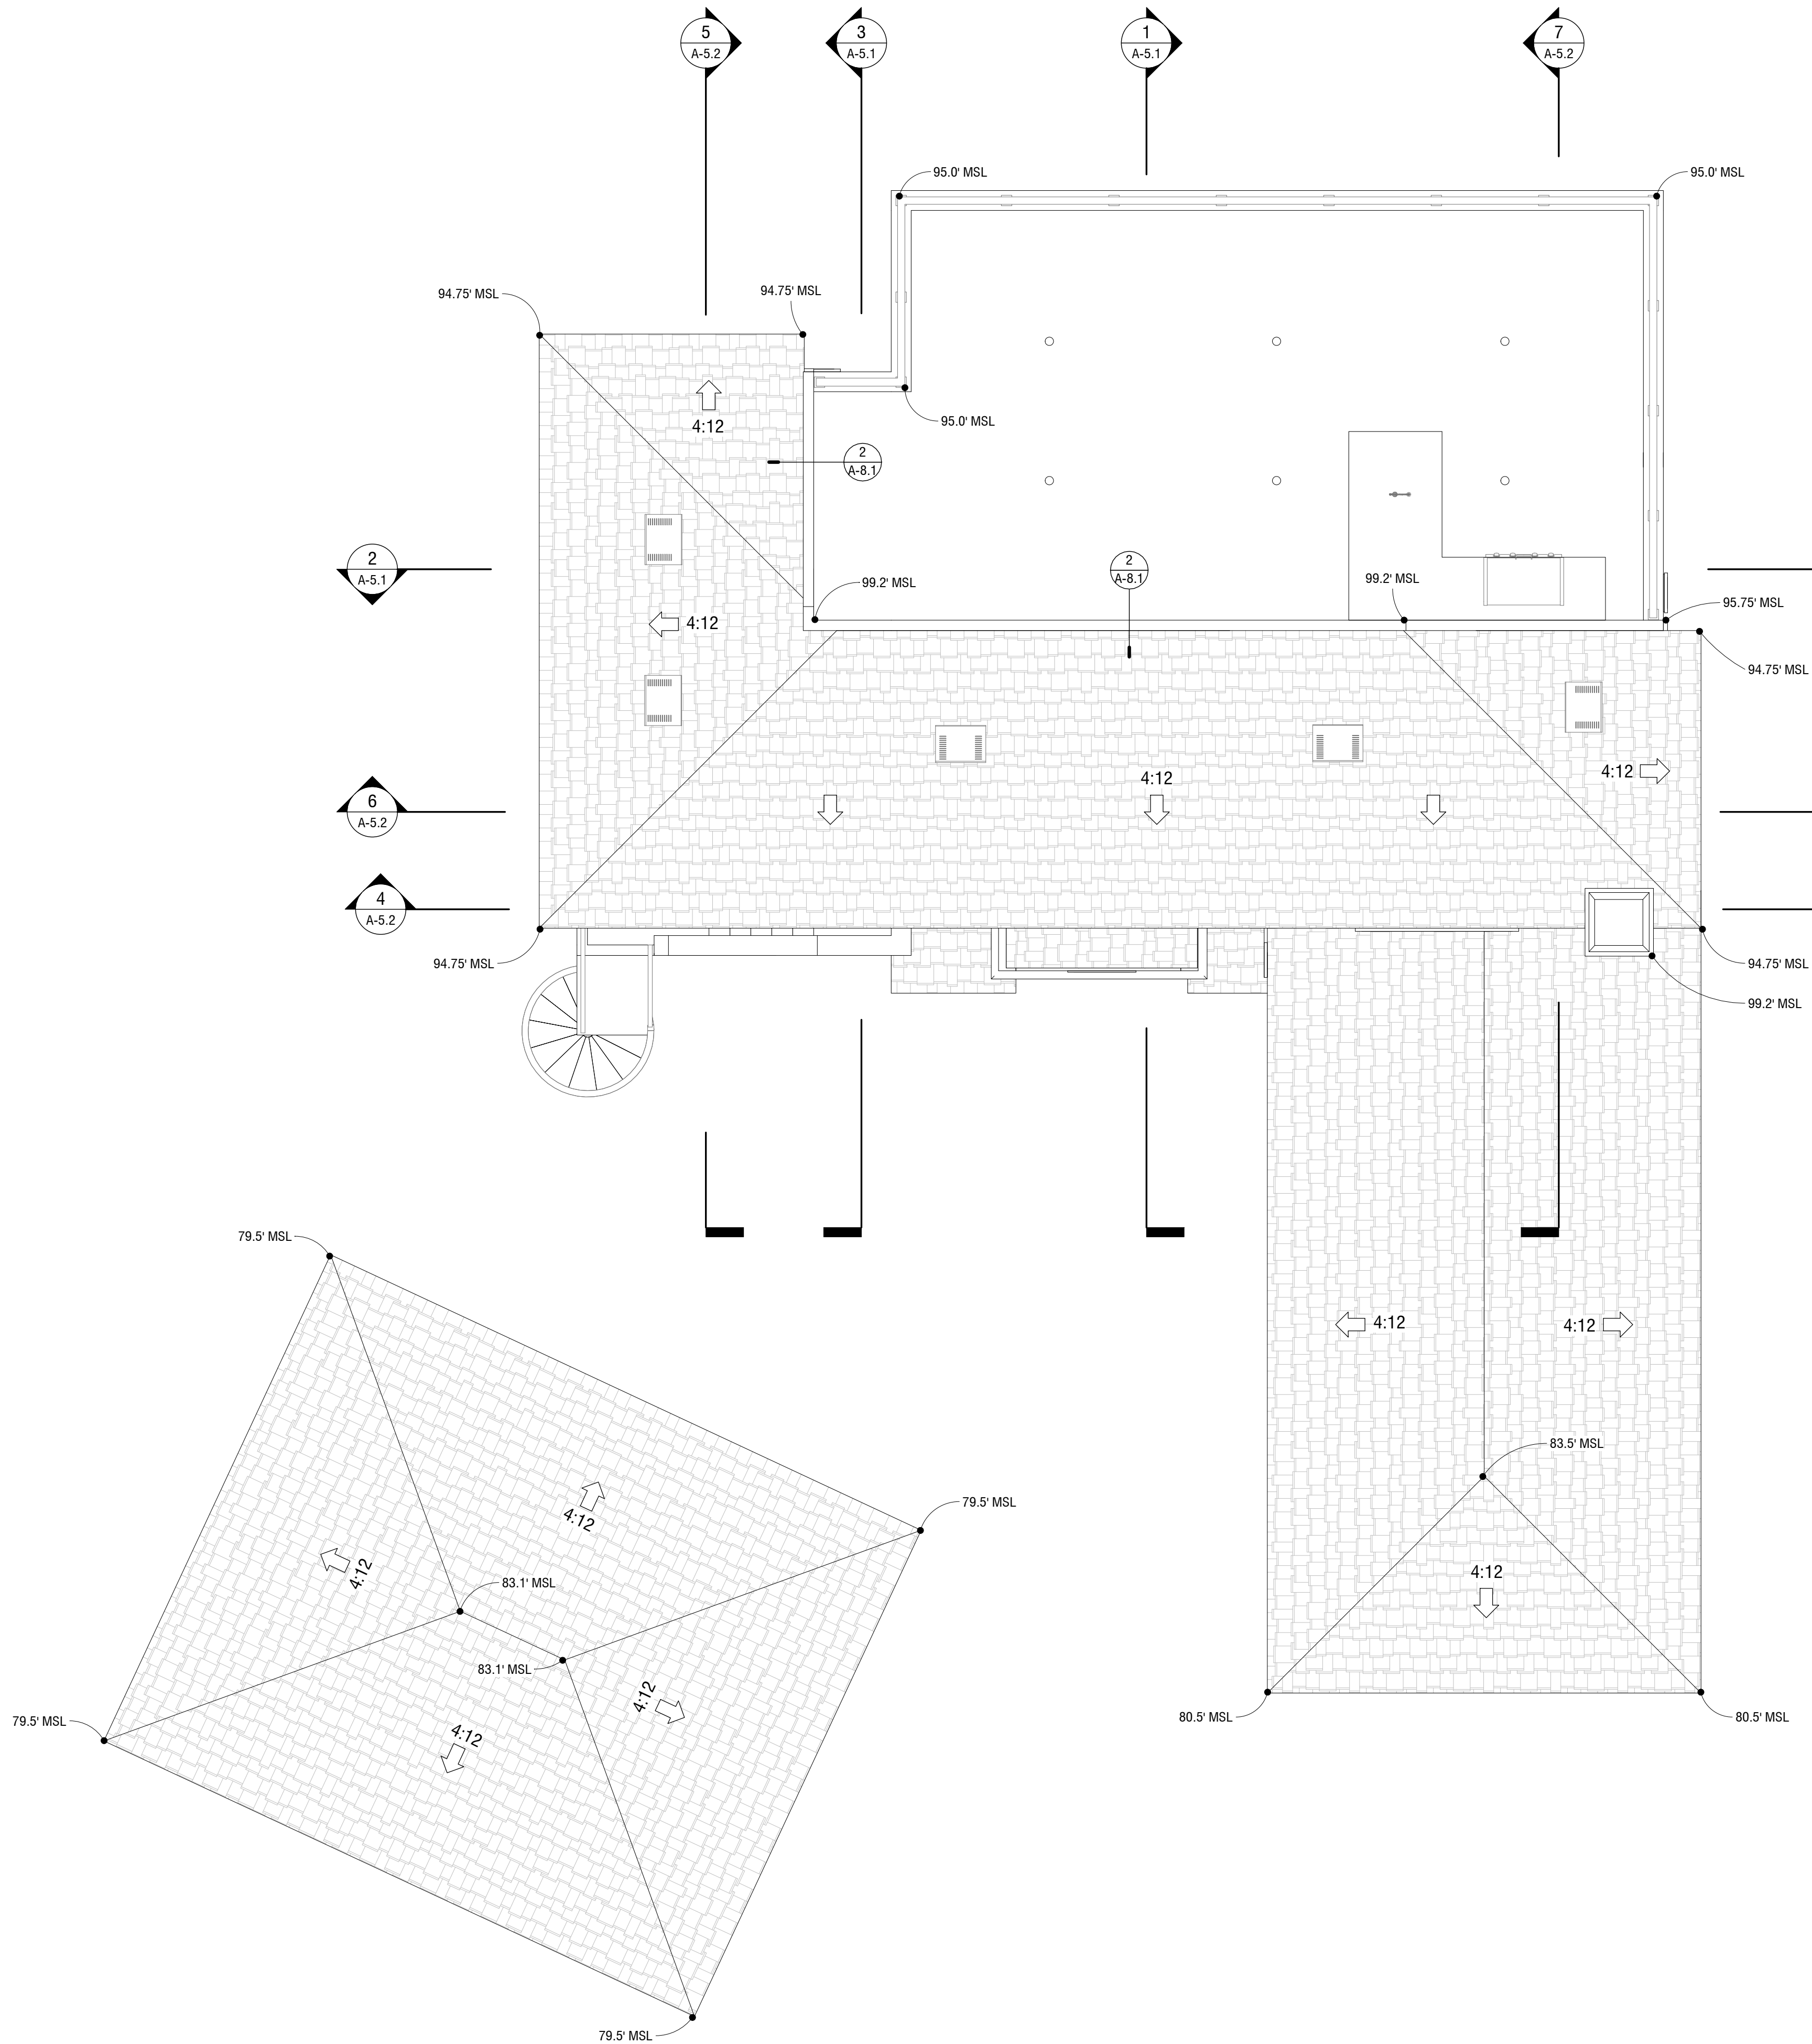 5
A-5.2
3
A-5.1
1
A-5.1
7
A-5.2
95.0' MSL
95.0' MSL
94.75' MSL
94.75' MSL
95.0' MSL
4:12
2
A-8.1
2
A-5.1
2
A-8.1
99.2' MSL
99.2' MSL
95.75' MSL
4:12
94.75' MSL
4:12
4:12
6
A-5.2
4
A-5.2
94.75' MSL
94.75' MSL
99.2' MSL
79.5' MSL
4:12
4:12
83.5' MSL
79.5' MSL
4:12
4:12
83.1' MSL
4:12
83.1' MSL
4:12
79.5' MSL
4:12
80.5' MSL
80.5' MSL
79.5' MSL